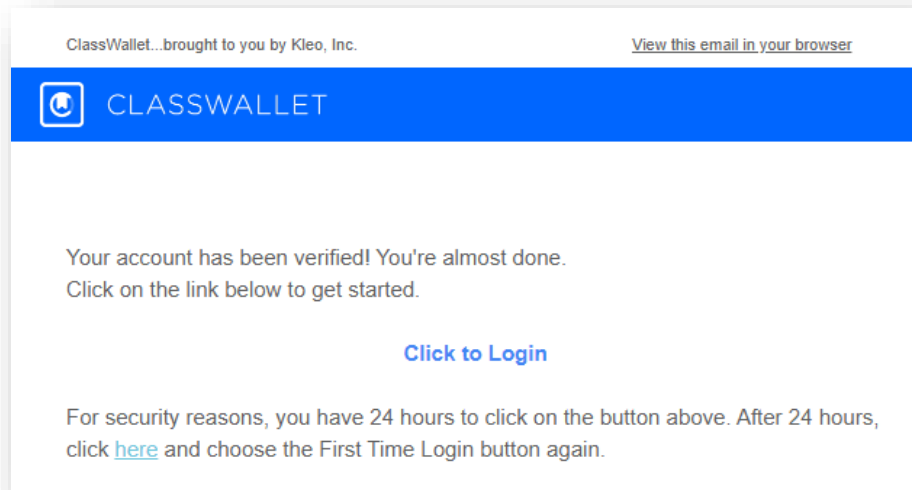 ClassWallet...brought to you by Kleo, Inc.
View this email in your browser
CLASSWALLET
Your account has been verified! You're almost done.
Click on the link below to get started.
Click to Login
For security reasons, you have 24 hours to click on the button above. After 24 hours,
click here and choose the First Time Login button again.